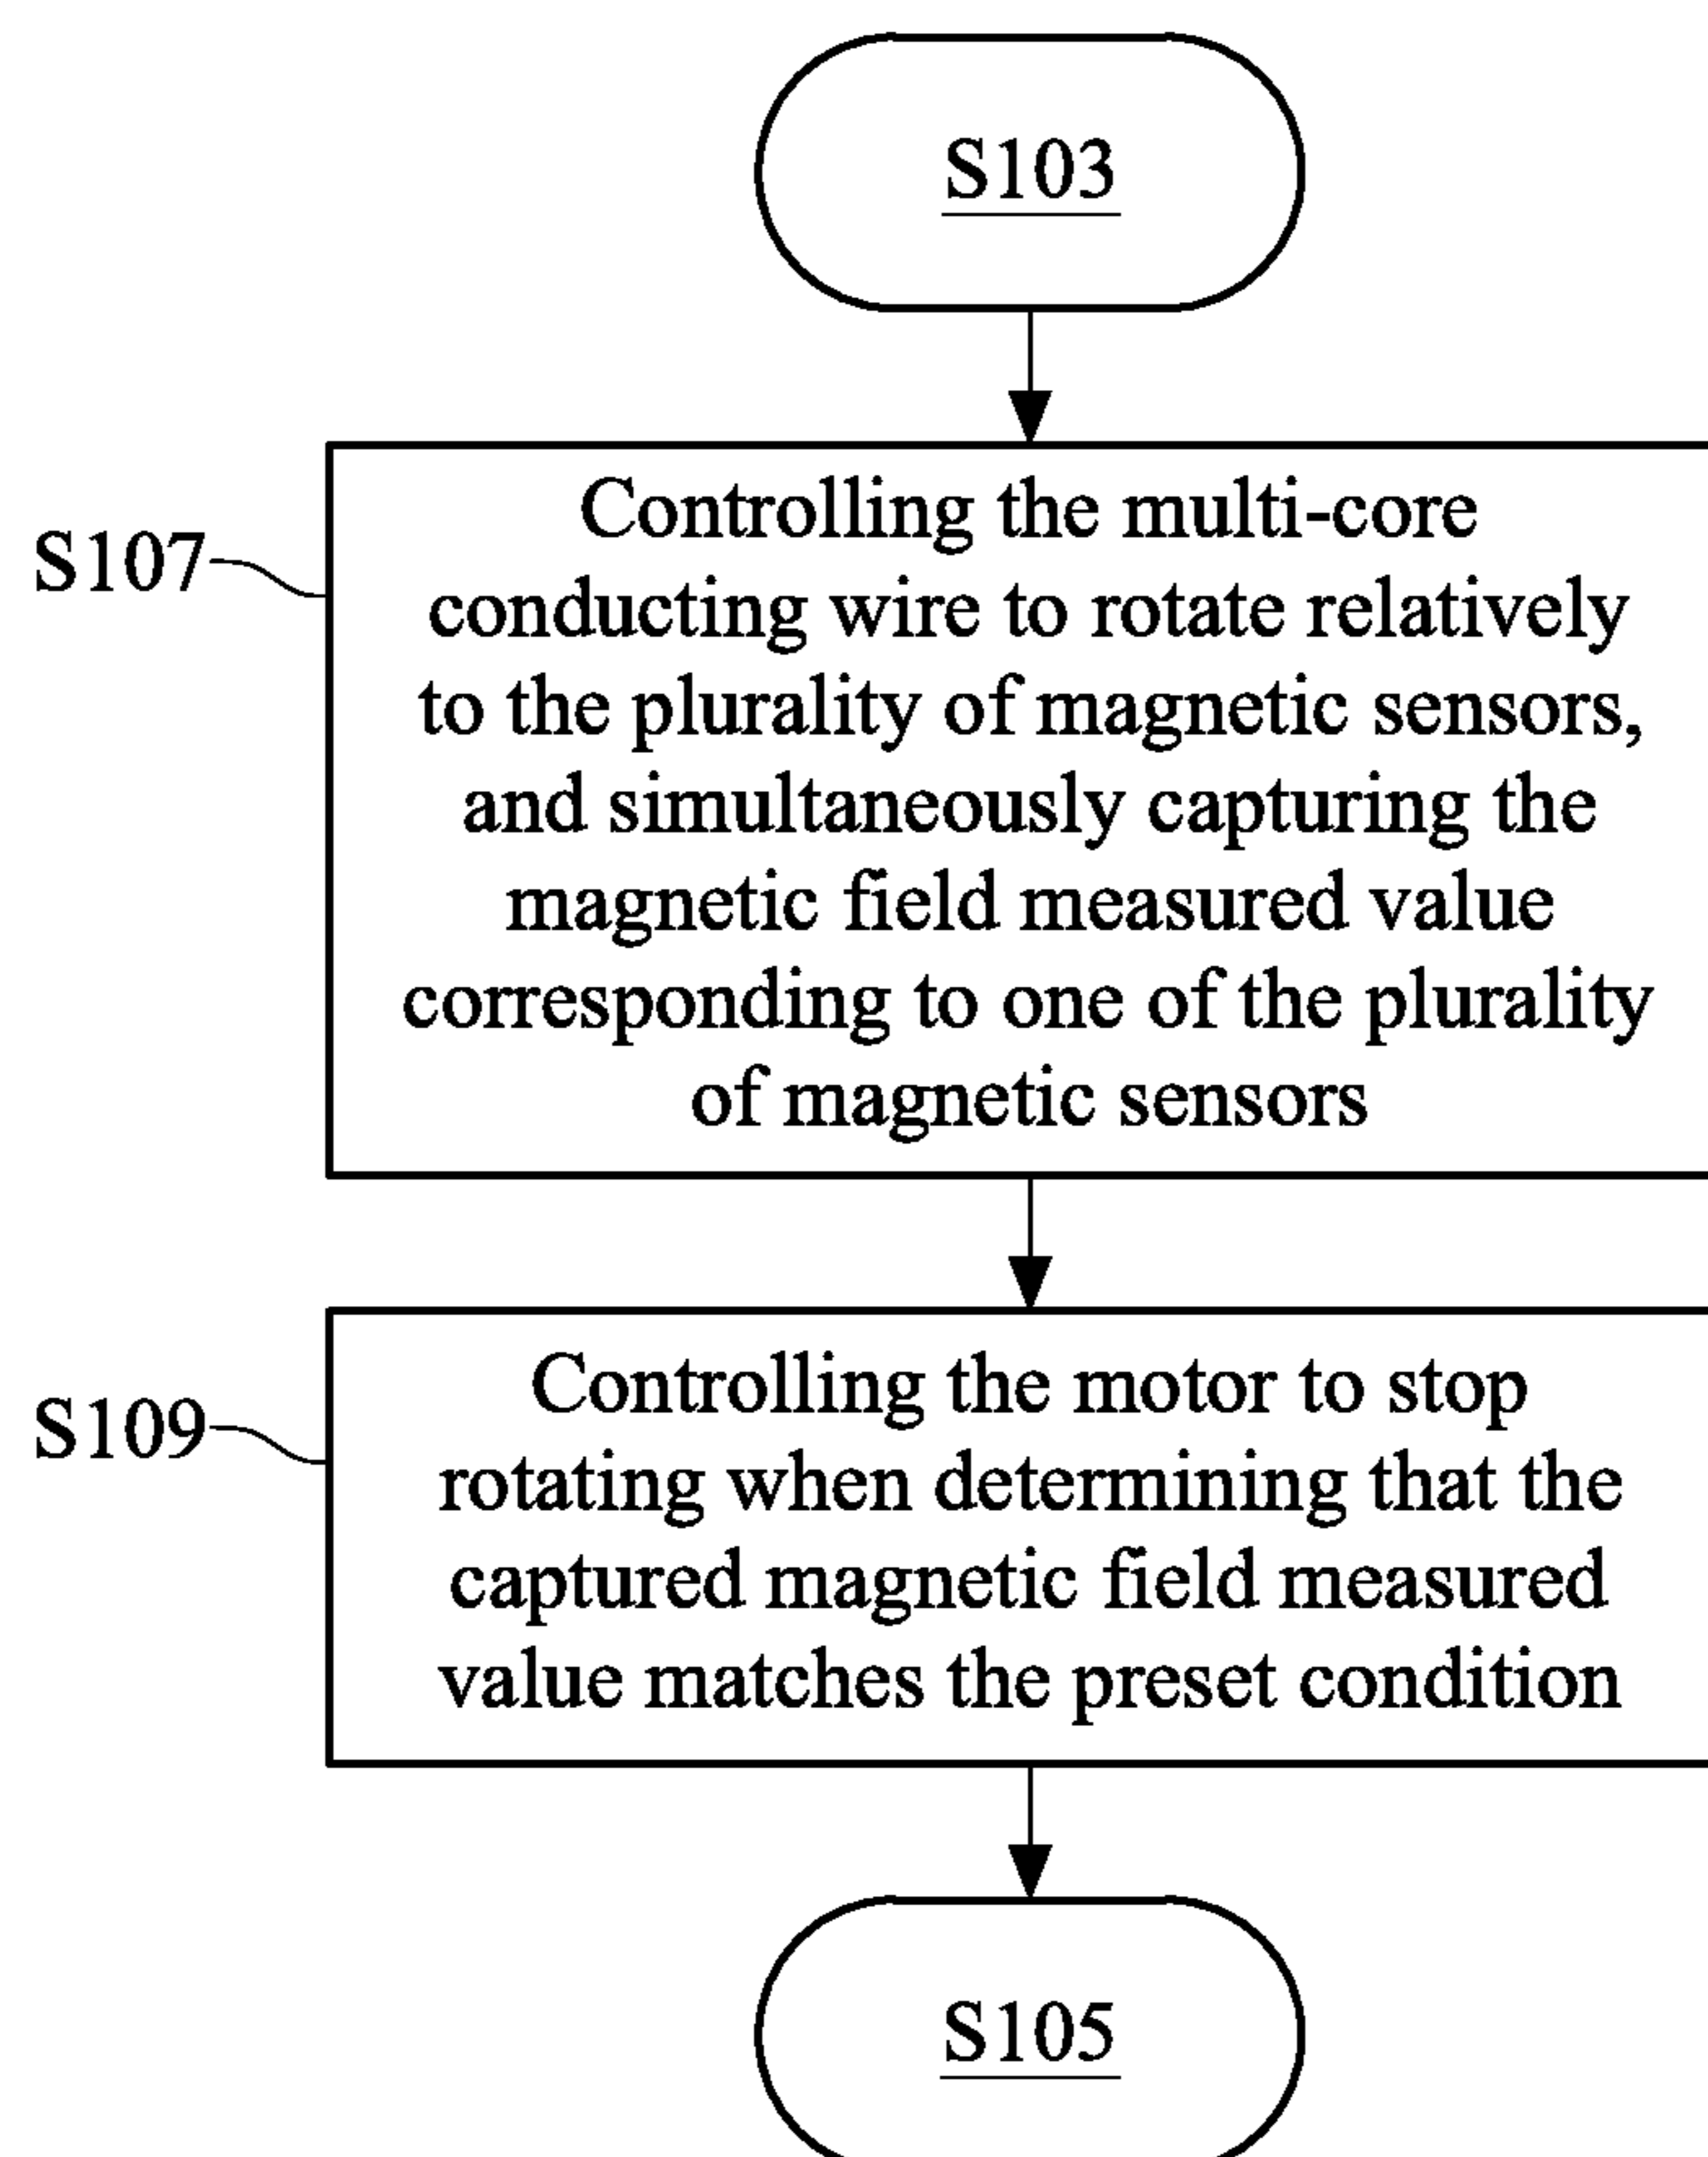 S103
S107
Controlling the multi-core
conducting wire to rotate relatively
to the plurality of magnetic sensors,
and simultaneously capturing the
magnetic field measured value
corresponding to one of the plurality
of magnetic sensors
S109
Controlling the motor to stop
rotating when determining that the
captured magnetic field measured
value matches the preset condition
S105